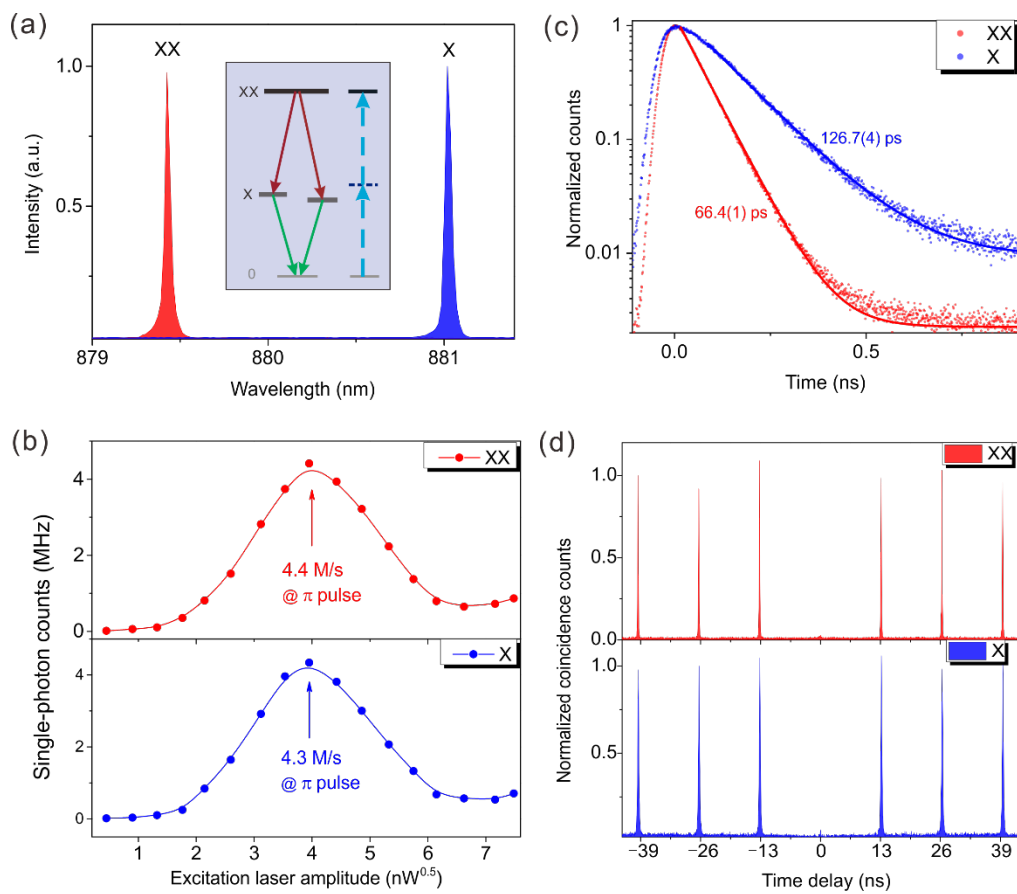 (a)
XX
X
1.0
0.5
Intensity (a.u.)
XX
X
0
879
880
881
Wavelength (nm)
(c)
XX
X
1
0.1
0.01
Normalized counts
126.7(4) ps
66.4(1) ps
0.0
0.5
Time (ns)
(b)
XX
4
2
0
4.4 M/s
@ π pulse
X
4
2
0
4.3 M/s
@ π pulse
Single-photon counts (MHz)
1
2
3
4
5
6
7
Excitation laser amplitude (nW0.5)
(d)
XX
1.0
0.5
0.0
X
1.0
0.5
Normalized coincidence counts
−39
−26
−13
0
13
26
39
Time delay (ns)